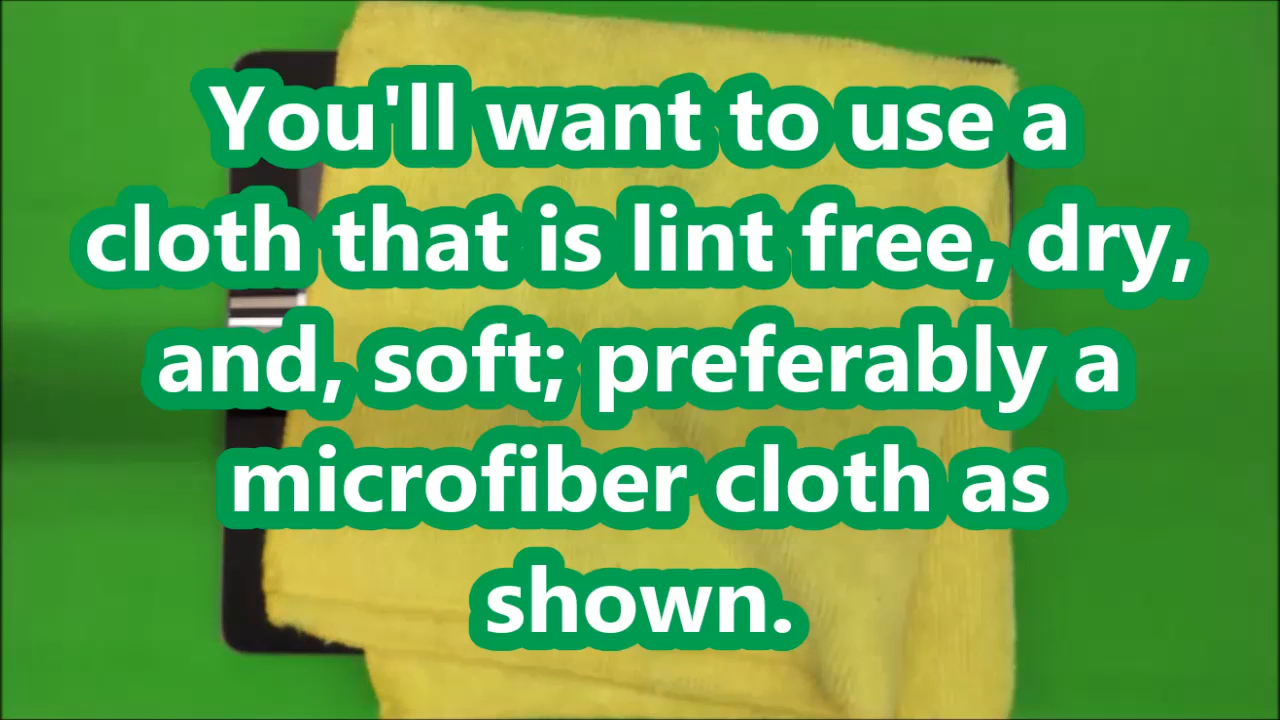 You'll want to use a
cloth that is lint free, dry,
and, soft; preferably a
microfiber cloth as
shown.